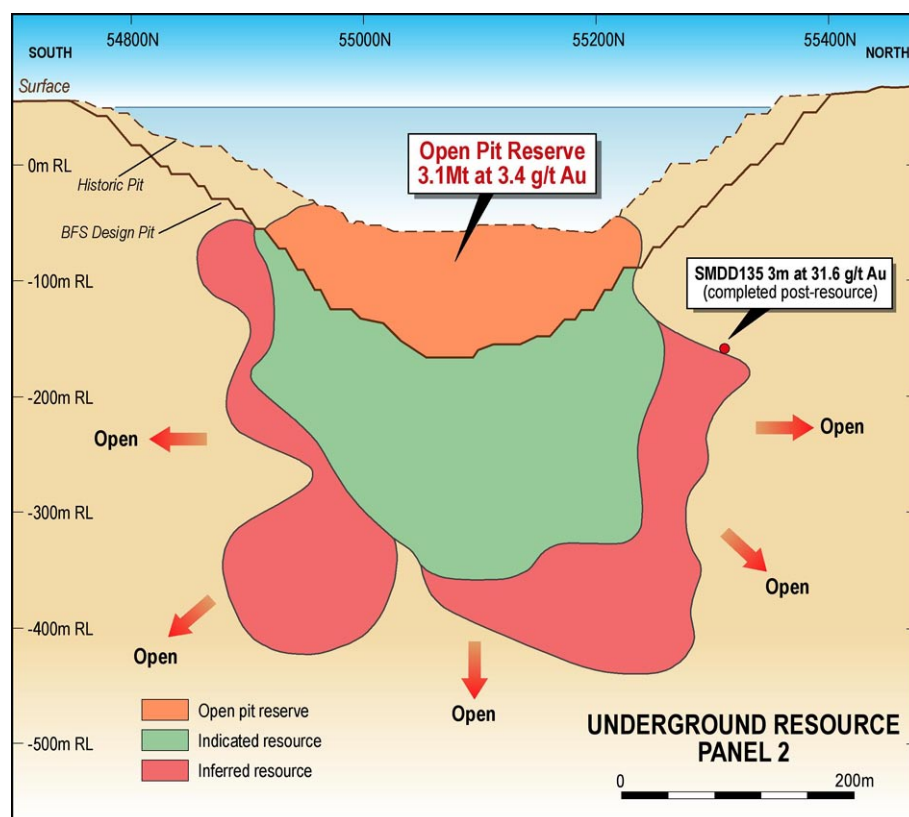 54800N
55000N
55200N
55400N
SOUTH
NORTH
Surface
Open Pit Reserve
3.1Mt at 3.4 g/t Au
0m RL
Historic Pit
BFS Design Pit
-100m RL
SMDD135 3m at 31.6 g/t Au
(completed post-resource)
-200m RL
Open
Open
-300m RL
Open
-400m RL
Open
Open
Open pit reserve
Indicated resource
Inferred resource
-500m RL
UNDERGROUND RESOURCE
PANEL 2
0
200m